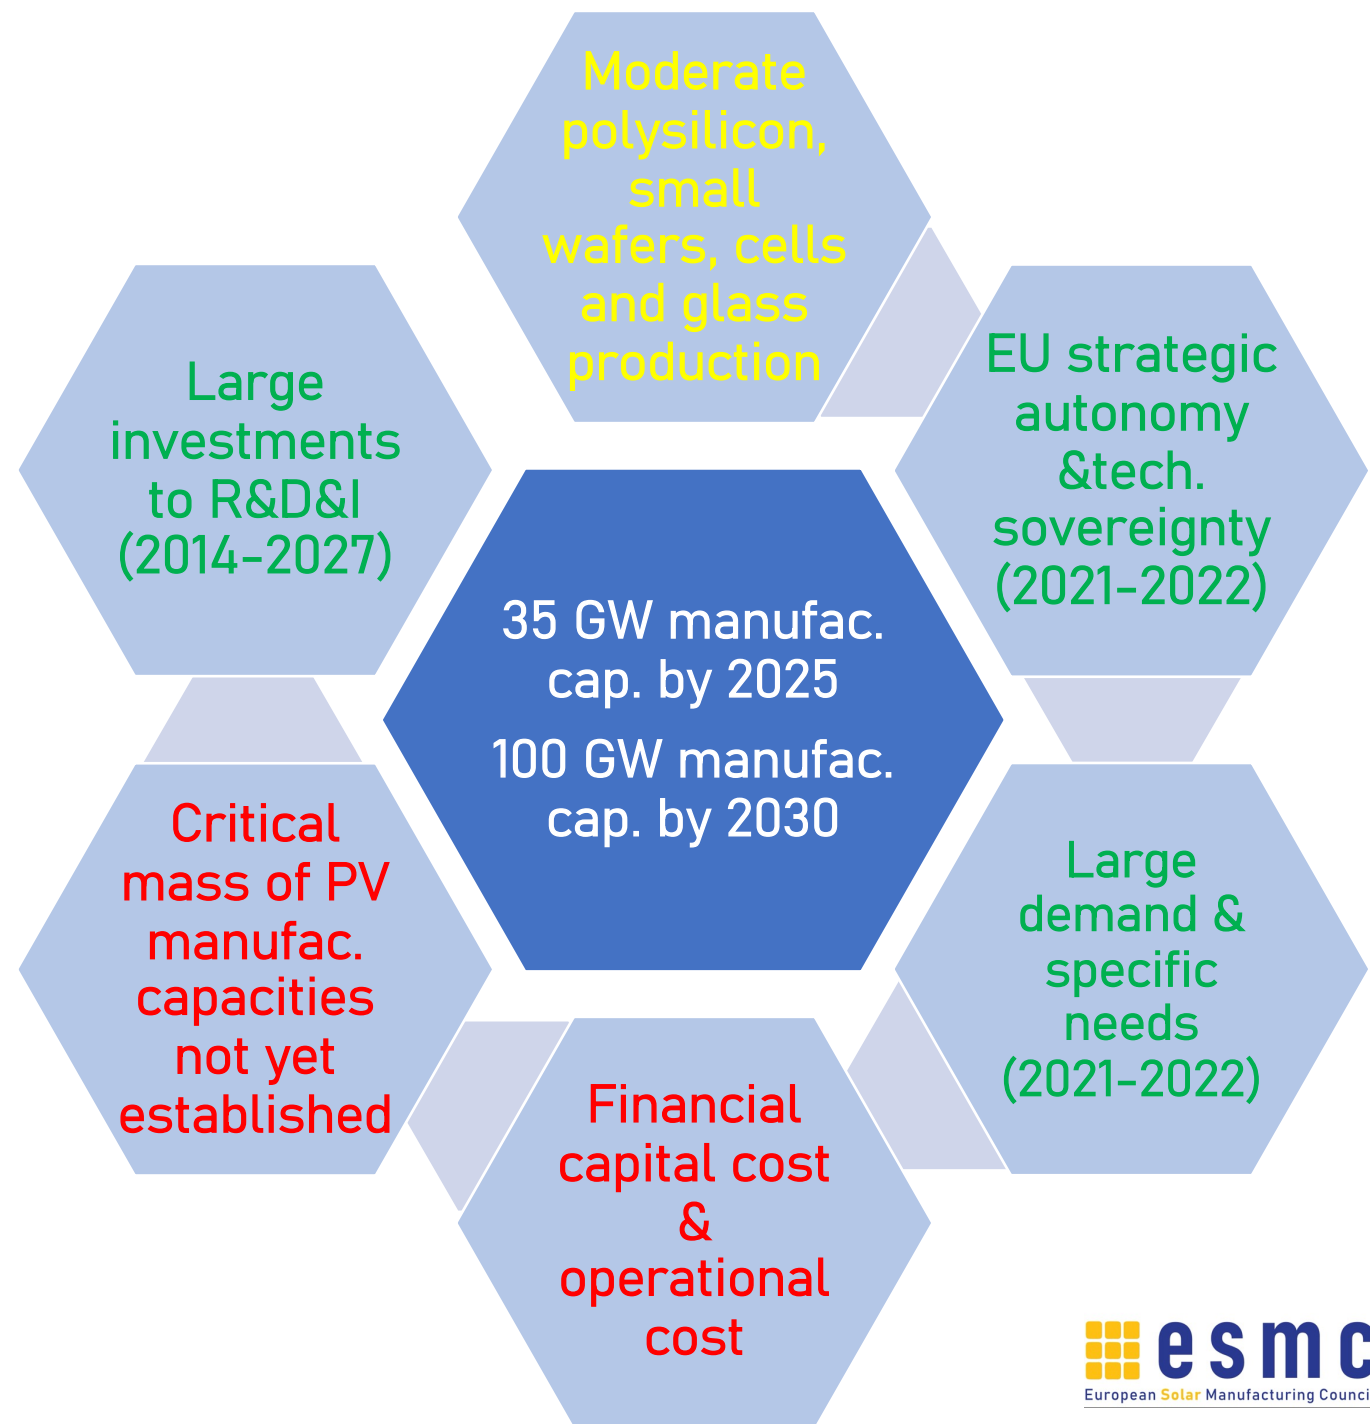 Moderate
polysilicon,
small
wafers, cells
and glass
production
EU strategic
autonomy
&tech.
sovereignty
(2021-2022)
Large
demand &
specific
needs
(2021-2022)
Financial
capital cost
&
operational
cost
Critical
mass of PV
manufac.
capacities
not yet
established
Large
investments
to R&D&I
(2014-2027)
35 GW manufac.
cap. by 2025
100 GW manufac.
cap. by 2030
esmc
European Solar Manufacturing Counci